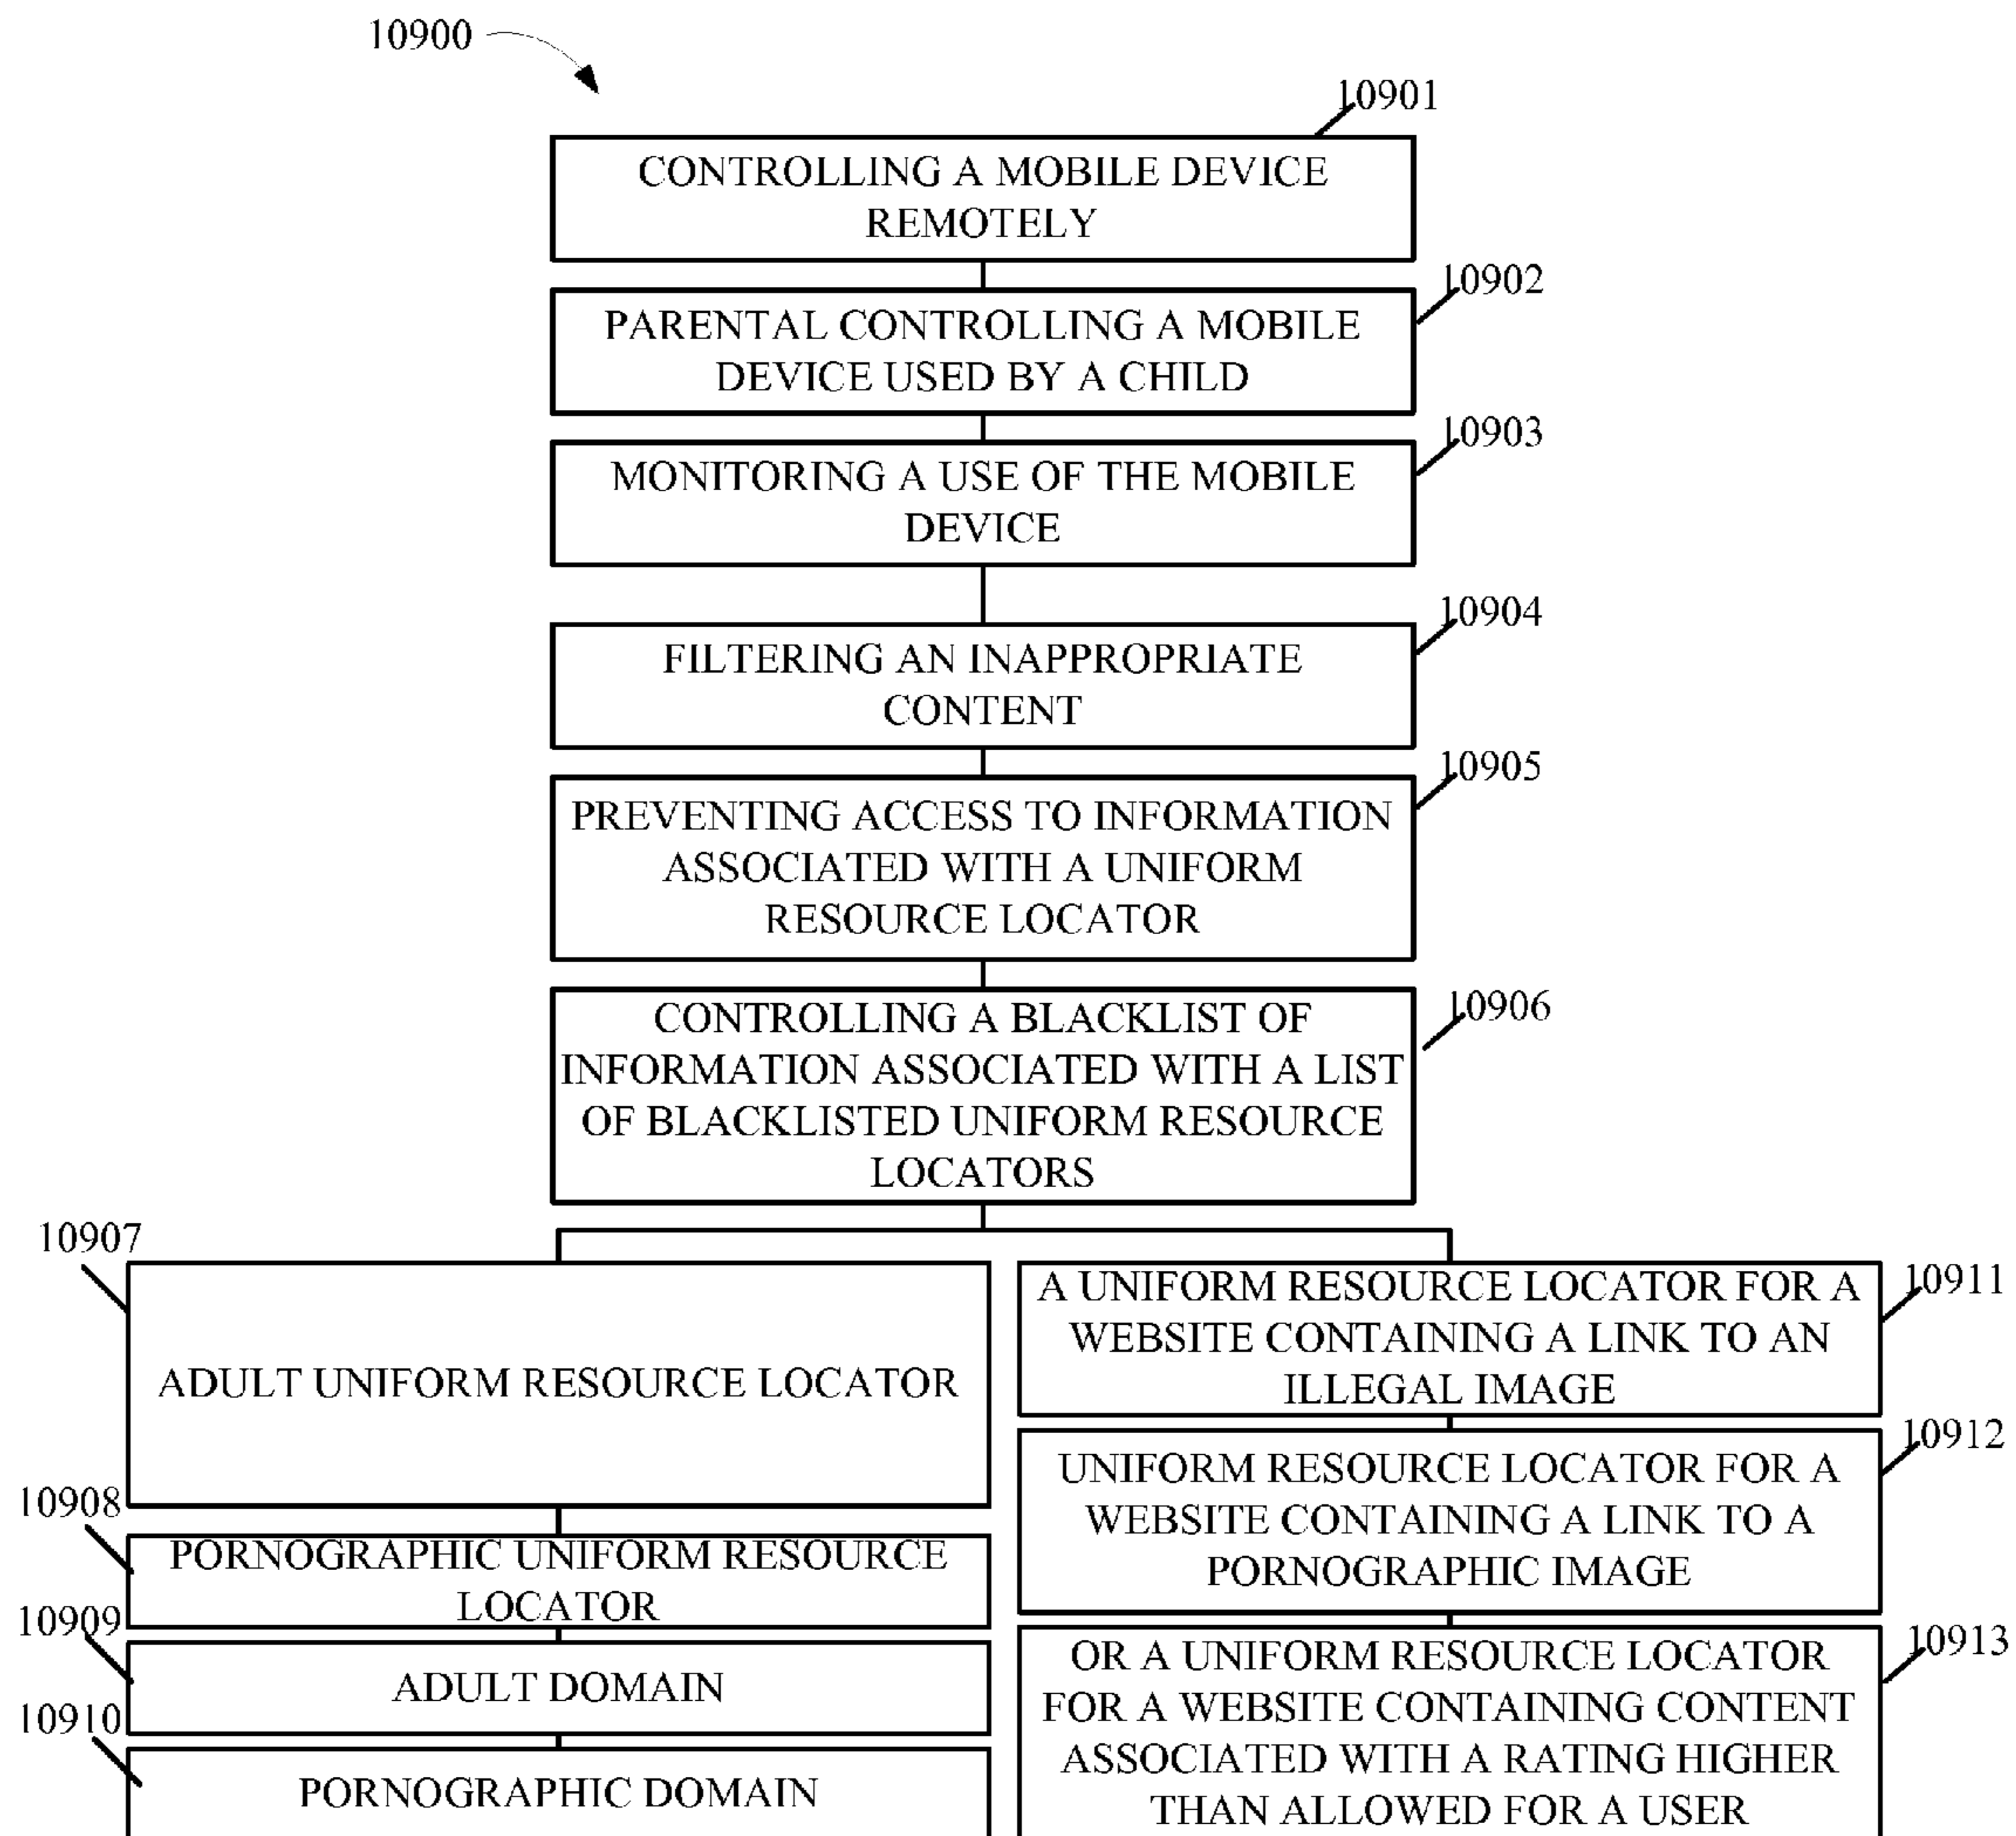 10900
10901
CONTROLLING A MOBILE DEVICE
REMOTELY
10902
PARENTAL CONTROLLING A MOBILE
DEVICE USED BY A CHILD
10903
MONITORING A USE OF THE MOBILE
DEVICE
10904
FILTERING AN INAPPROPRIATE
CONTENT
10905
PREVENTING ACCESS TO INFORMATION
ASSOCIATED WITH A UNIFORM
RESOURCE LOCATOR
10906
CONTROLLING A BLACKLIST OF
INFORMATION ASSOCIATED WITH A LIST
OF BLACKLISTED UNIFORM RESOURCE
LOCATORS
10907
ADULT UNIFORM RESOURCE LOCATOR
10908
PORNOGRAPHIC UNIFORM RESOURCE
LOCATOR
10909
ADULT DOMAIN
10910
PORNOGRAPHIC DOMAIN
10911
A UNIFORM RESOURCE LOCATOR FOR A
WEBSITE CONTAINING A LINK TO AN
ILLEGAL IMAGE
10912
UNIFORM RESOURCE LOCATOR FOR A
WEBSITE CONTAINING A LINK TO A
PORNOGRAPHIC IMAGE
10913
OR A UNIFORM RESOURCE LOCATOR
FOR A WEBSITE CONTAINING CONTENT
ASSOCIATED WITH A RATING HIGHER
THAN ALLOWED FOR A USER